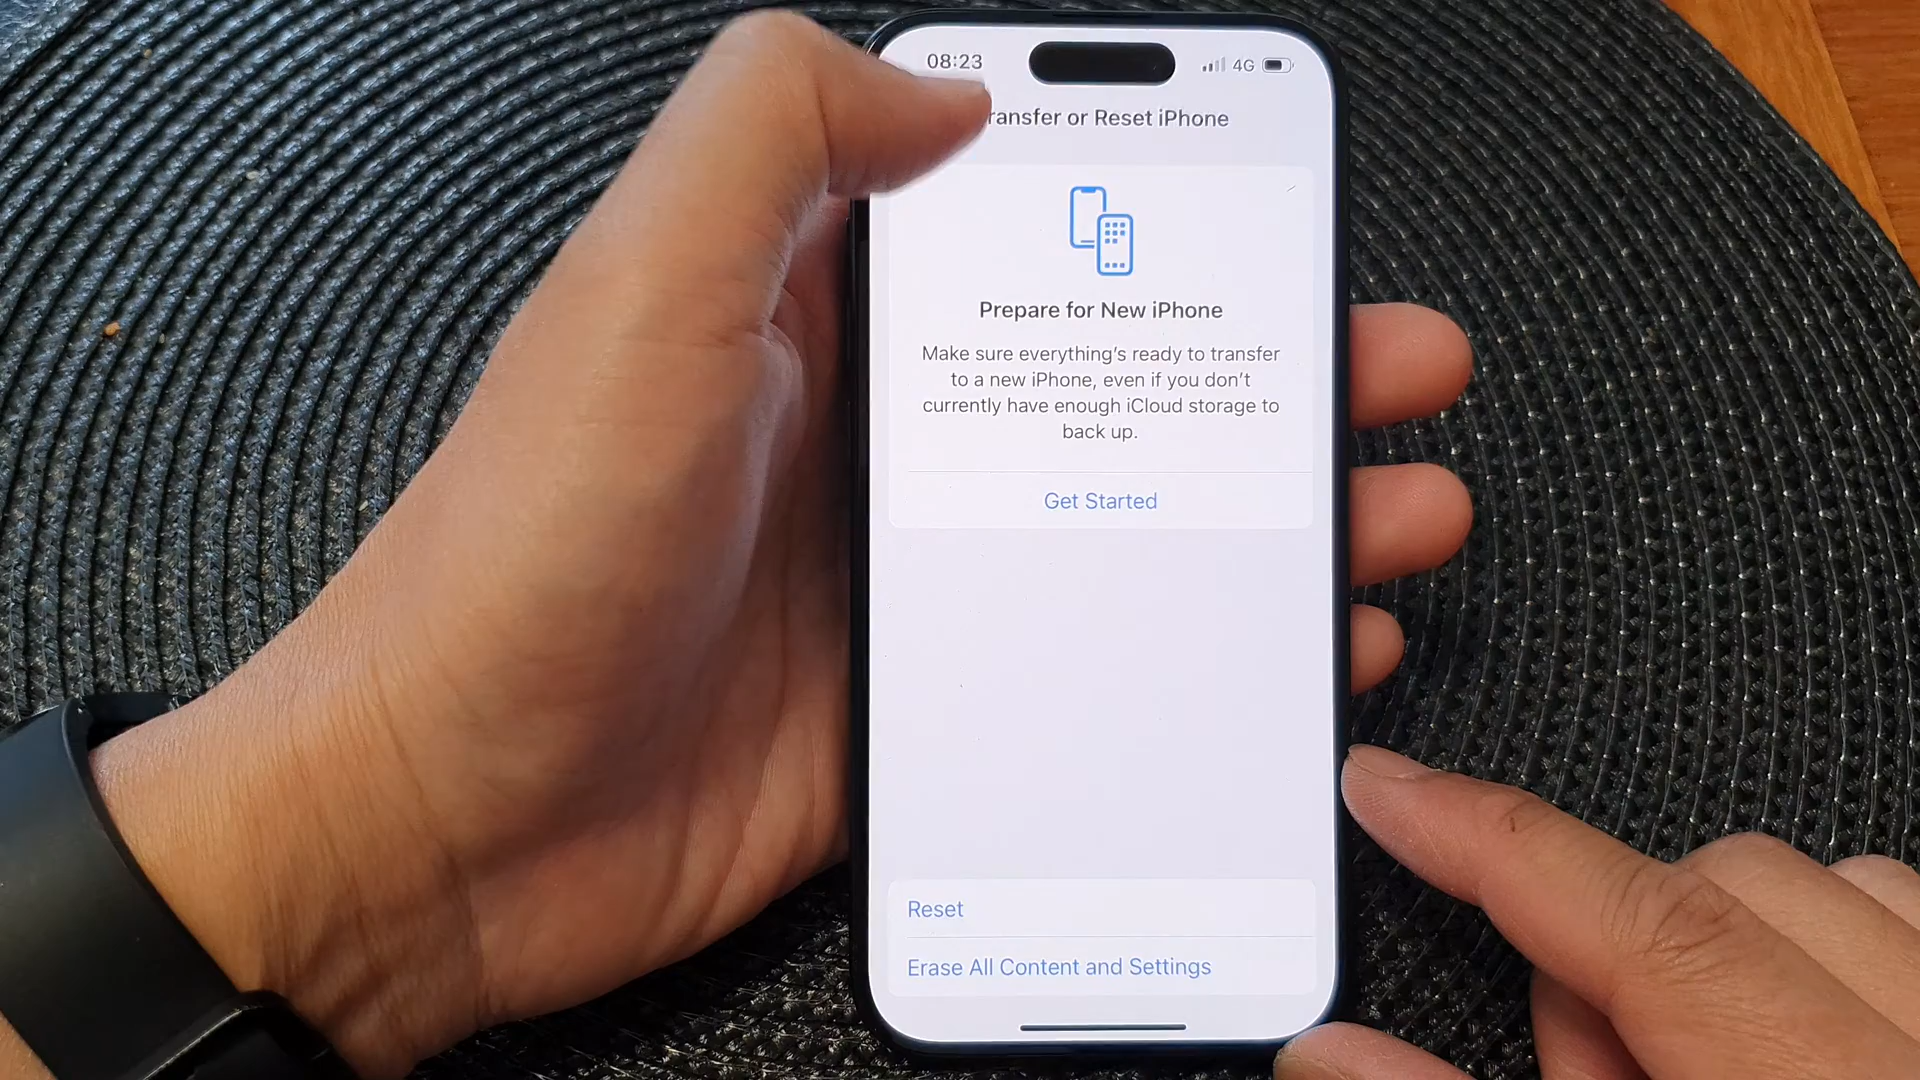 08:23
4G
ransfer or Reset iPhone
Prepare for New iPhone
Make sure everything's ready to transfer
to a new iPhone, even if you don't
currently have enough iCloud storage to
back up.
Get Started
Reset
Erase All Content and Settings